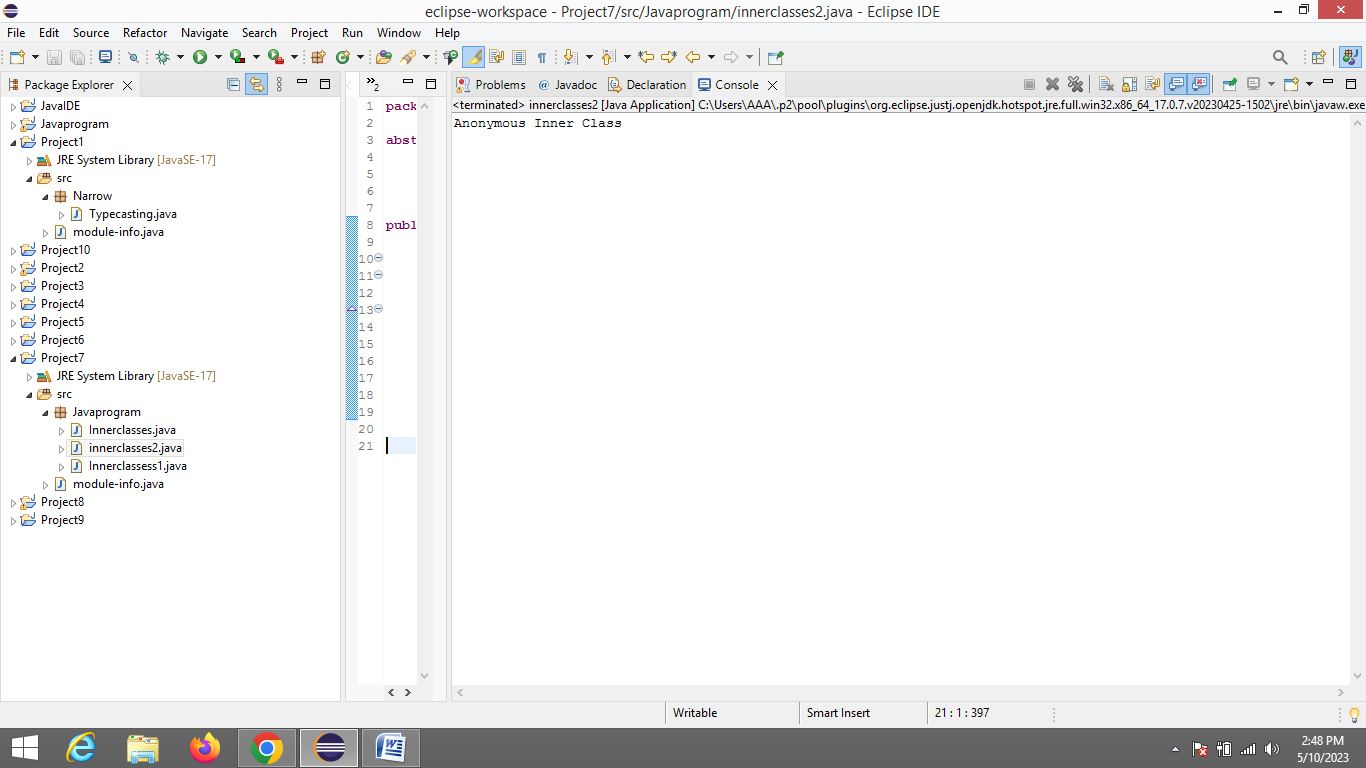 eclipse-workspace - Project7/src/Javaprogram/innerclasses2.java - Eclipse IDE
File Edit Source Refactor Navigate Search Project Run Window Help
Package Explorer
JavaIDE
Javaprogram
Project1
JRE System Library [JavaSE-17]
src
Narrow
Typecasting.java
module-info.java
Project10
Project2
Project3
Project4
Project5
Project6
Project7
JRE System Library [JavaSE-17]
src
Javaprogram
Innerclasses.java
innerclasses2.java
Innerclassess1.java
module-info.java
Project8
Project9
»2
1 pack
2
3 abst
4
5
6
7
8 publ
9
10
11
12
13
14
15
16
17
18
19
20
21
Problems @ Javadoc Declaration Console
<terminated> innerclasses2 [Java Application] C:\Users\AAA\.p2\pool\plugins\org.eclipse.justj.openjdk.hotspot.jre.full.win32.x86_64_17.0.7.v20230425-1502\jre\bin\javaw.exe
Anonymous Inner Class
Writable Smart Insert 21 : 1 : 397
2:48 PM
5/10/2023